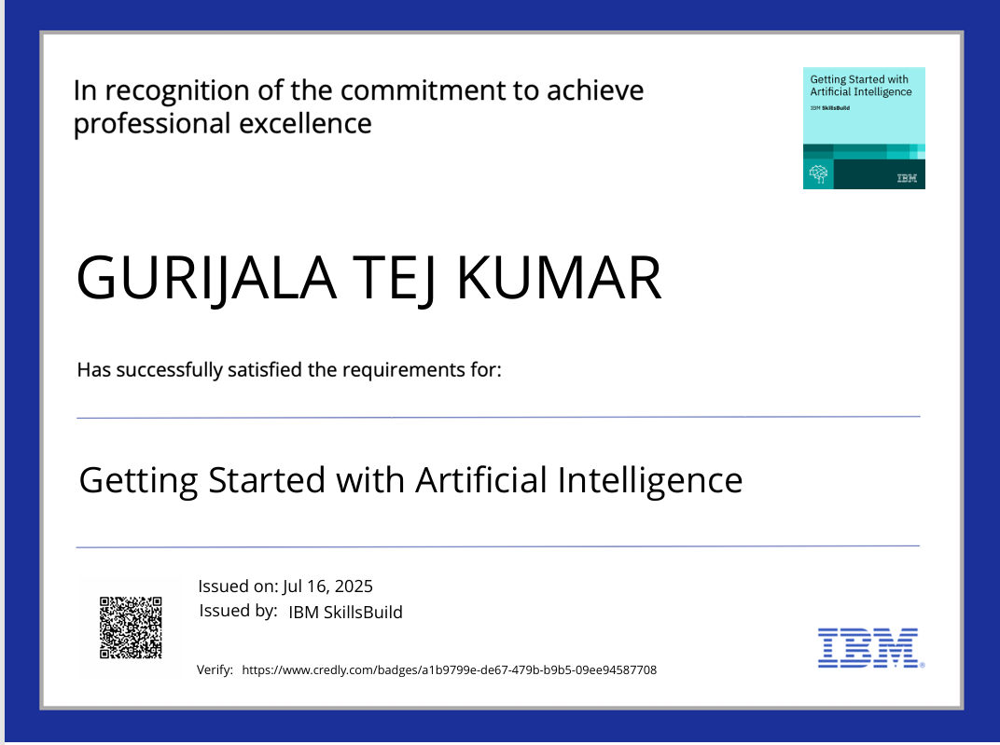 In recognition of the commitment to achieve
professional excellence
Getting Started with
Artificial Intelligence
IBM SkillsBuild
IBM
GURIJALA TEJ KUMAR
Has successfully satisfied the requirements for:
Getting Started with Artificial Intelligence
Issued on: Jul 16, 2025
Issued by: IBM SkillsBuild
Verify: https://www.credly.com/badges/a1b9799e-de67-479b-b9b5-09ee94587708
IBM®